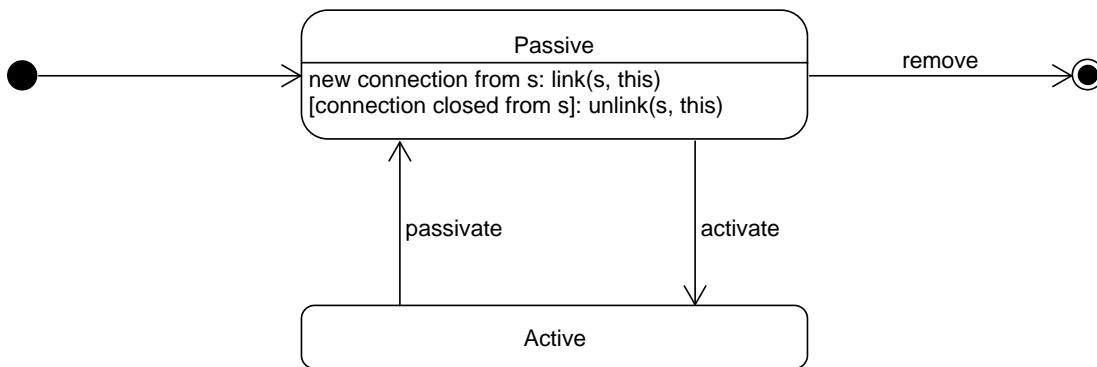 Passive
new connection from s: link(s, this)
[connection closed from s]: unlink(s, this)
remove
passivate
activate
Active